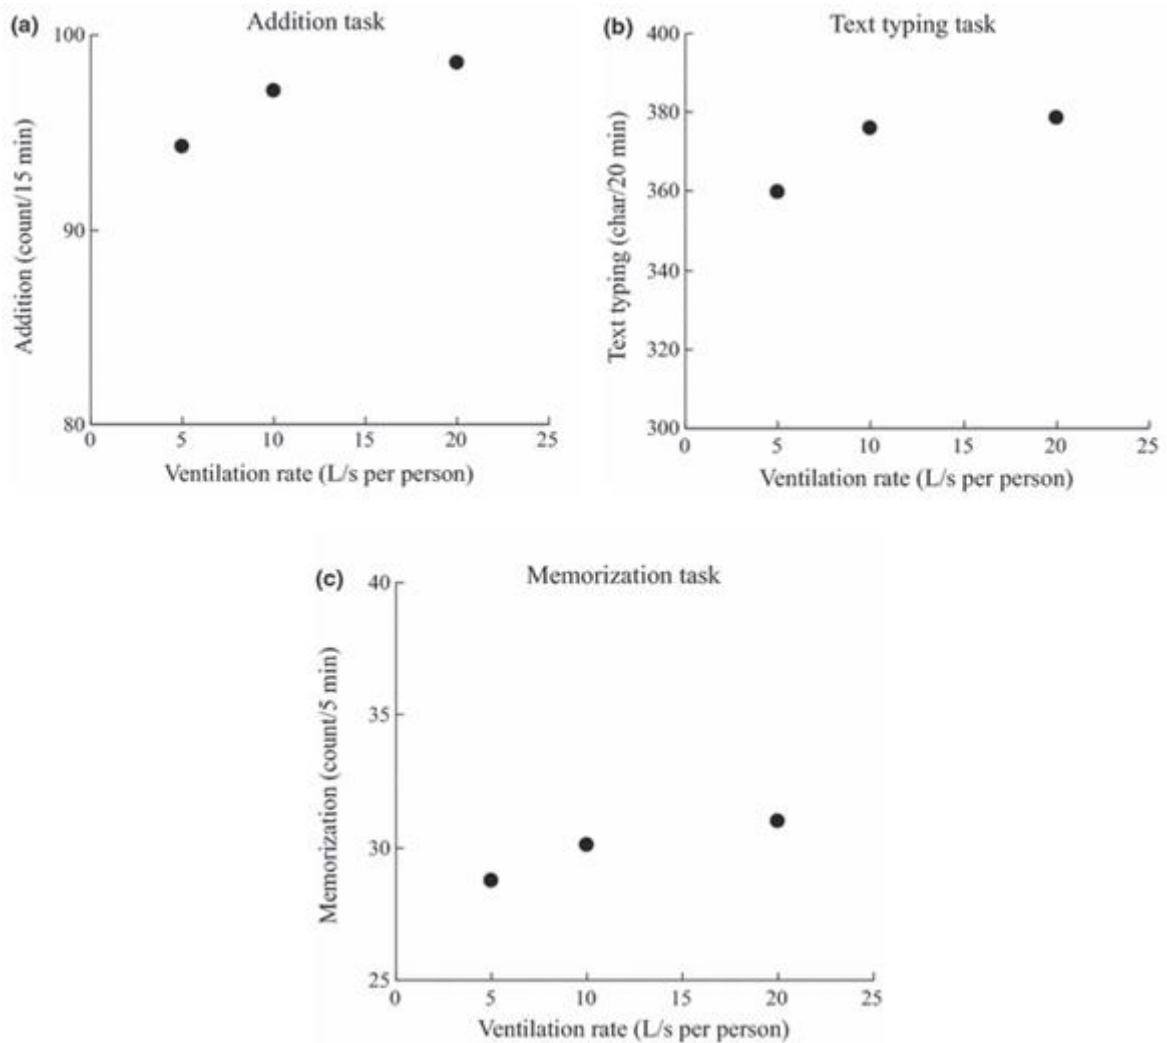 (a) Addition task
100
90
80
0 5 10 15 20 25
Addition (count/15 min)
Ventilation rate (L/s per person)
(b) Text typing task
400
380
360
340
320
300
0 5 10 15 20 25
Text typing (char/20 min)
Ventilation rate (L/s per person)
(c) Memorization task
40
35
30
25
0 5 10 15 20 25
Memorization (count/5 min)
Ventilation rate (L/s per person)